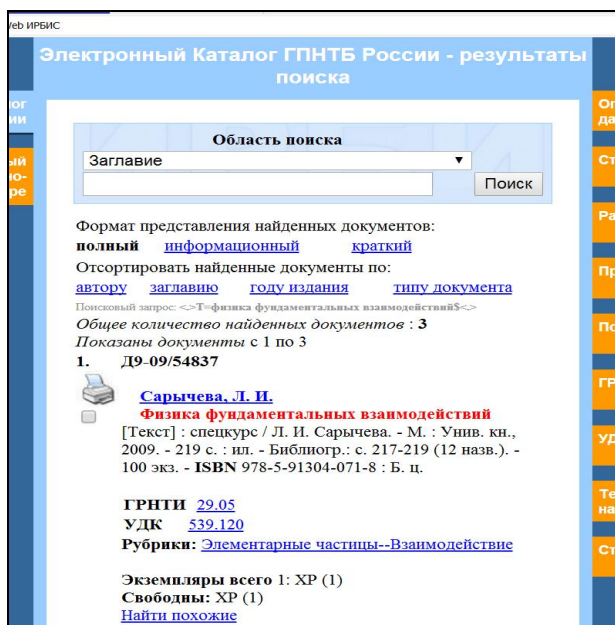 Web ИРБИС
Электронный Каталог ГПНТБ России - результаты
поиска
Область поиска
Заглавие
Поиск
Формат представления найденных документов:
полный информационный краткий
Отсортировать найденные документы по:
автору заглавию году издания типу документа
Поисковый запрос: <.>T=физика фундаментальных взаимодействий$<.>
Общее количество найденных документов : 3
Показаны документы с 1 по 3
1. Д9-09/54837
Сарычева, Л. И.
Физика фундаментальных взаимодействий
[Текст] : спецкурс / Л. И. Сарычева. - М. : Унив. кн.,
2009. - 219 с. : ил. - Библиогр.: с. 217-219 (12 назв.). -
100 экз. - ISBN 978-5-91304-071-8 : Б. ц.
ГРНТИ 29.05
УДК 539.120
Рубрики: Элементарные частицы--Взаимодействие
Экземпляры всего 1: ХР (1)
Свободны: ХР (1)
Найти похожие